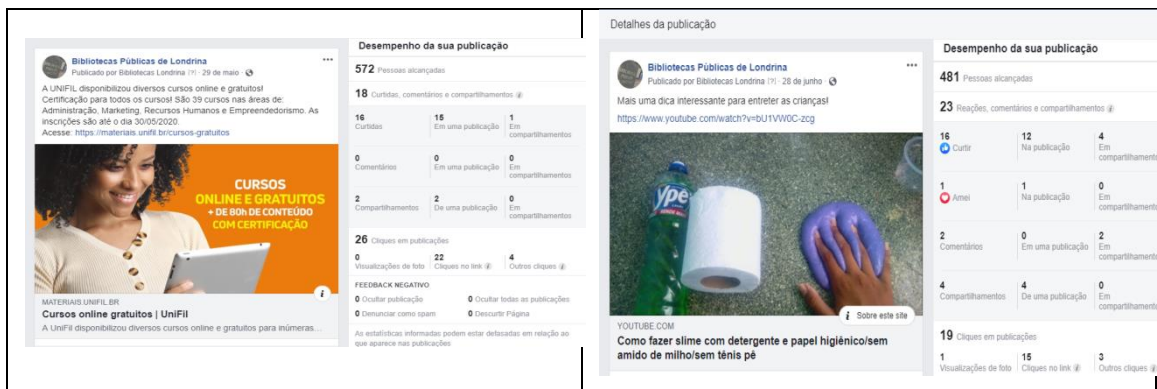 Bibliotecas Públicas de Londrina
Publicado por Bibliotecas Londrina [?] · 29 de maio ·
A UNIFIL disponibilizou diversos cursos online e gratuitos!
Certificação para todos os cursos! São 39 cursos nas áreas de:
Administração, Marketing, Recursos Humanos e Empreendedorismo. As
inscrições são até o dia 30/05/2020.
Acesse: https://materiais.unifil.br/cursos-gratuitos
CURSOS
ONLINE E GRATUITOS
+ DE 80h DE CONTEÚDO
COM CERTIFICAÇÃO
MATERIAIS.UNIFIL.BR
Cursos online gratuitos | UniFil
A UniFil disponibilizou diversos cursos online e gratuitos para inúmeras...
Desempenho da sua publicação
572 Pessoas alcançadas
18 Curtidas, comentários e compartilhamentos
16 15 1
Curtidas Em uma publicação Em
compartilhamentos
0 0 0
Comentários Em uma publicação Em
compartilhamentos
2 2 0
Compartilhamentos De uma publicação Em
compartilhamentos
26 Cliques em publicações
0 22 4
Visualizações de foto Cliques no link Outros cliques
FEEDBACK NEGATIVO
0 Ocultar publicação 0 Ocultar todas as publicações
0 Denunciar como spam 0 Descurtir Página
As estatísticas informadas podem estar defasadas em relação ao
que aparece nas publicações
Detalhes da publicação
Bibliotecas Públicas de Londrina
Publicado por Bibliotecas Londrina [?] · 28 de junho ·
Mais uma dica interessante para entreter as crianças!
https://www.youtube.com/watch?v=bU1VW0C-zcg
Ypê
Sobre este site
YOUTUBE.COM
Como fazer slime com detergente e papel higiênico/sem
amido de milho/sem tênis pé
Desempenho da sua publicação
481 Pessoas alcançadas
23 Reações, comentários e compartilhamentos
16 12 4
Curtir Na publicação Em
compartilhamentos
1 1 0
Amei Na publicação Em
compartilhamentos
2 0 2
Comentários Em uma publicação Em
compartilhamentos
4 4 0
Compartilhamentos De uma publicação Em
compartilhamentos
19 Cliques em publicações
1 15 3
Visualizações de foto Cliques no link Outros cliques